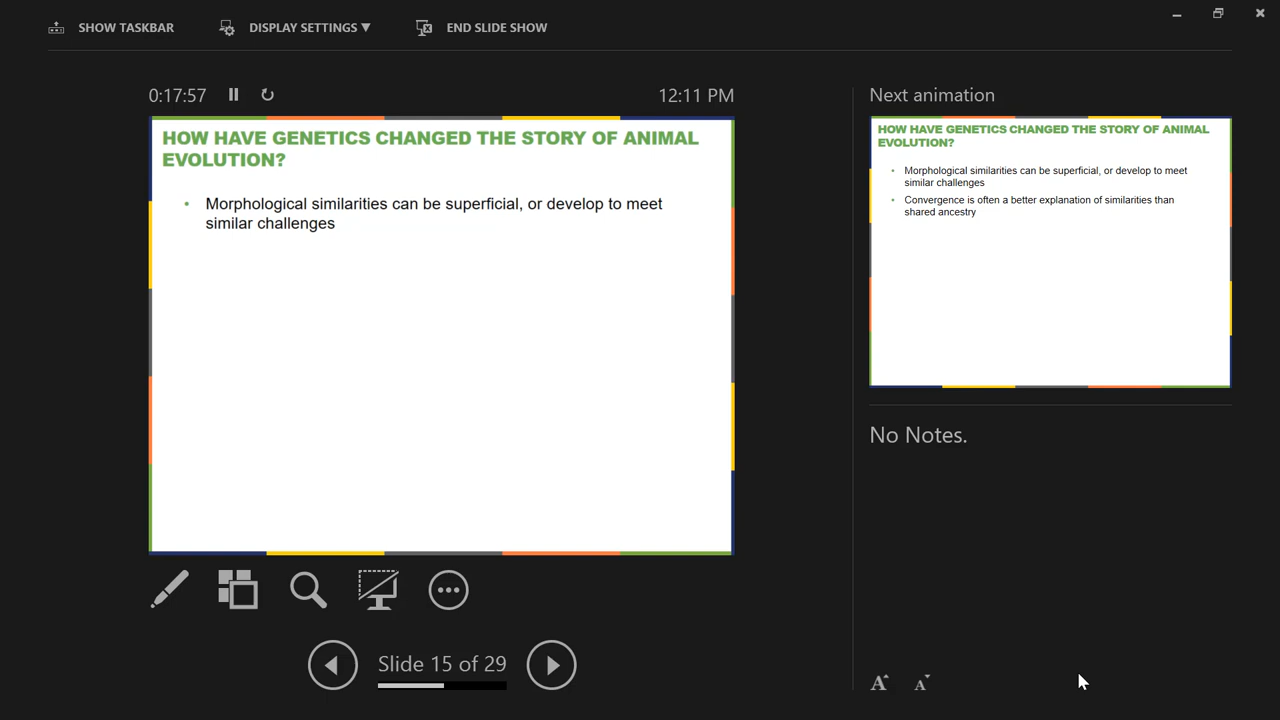 SHOW TASKBAR
DISPLAY SETTINGS ▼
END SLIDE SHOW
0:17:57
12:11 PM
HOW HAVE GENETICS CHANGED THE STORY OF ANIMAL
EVOLUTION?
• Morphological similarities can be superficial, or develop to meet
similar challenges
Slide 15 of 29
Next animation
HOW HAVE GENETICS CHANGED THE STORY OF ANIMAL
EVOLUTION?
• Morphological similarities can be superficial, or develop to meet
similar challenges
• Convergence is often a better explanation of similarities than
shared ancestry
No Notes.
A A